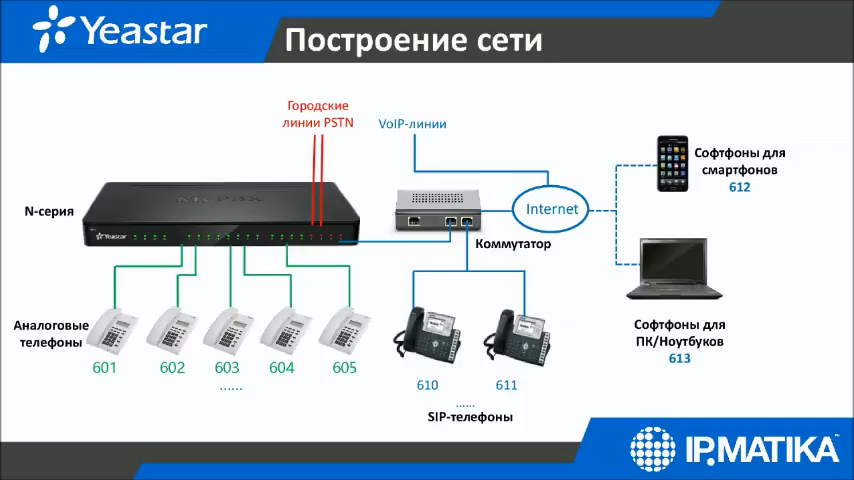 Yeastar
Построение сети
Городские
линии PSTN
VoIP-линии
N-серия
MyPBX
Yeastar
Internet
Коммутатор
Софтфоны для
смартфонов
612
Аналоговые
телефоны
601
602
603
604
605
......
610
611
......
SIP-телефоны
Софтфоны для
ПК/Ноутбуков
613
IP.MATIKA